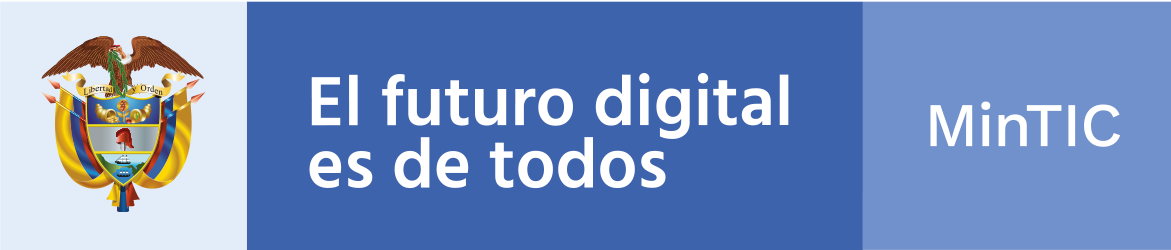 Libertad y Orden
El futuro digital
es de todos
MinTIC